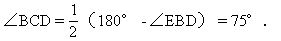 ∠BCD=1/2（180° -∠EBD）=75° .